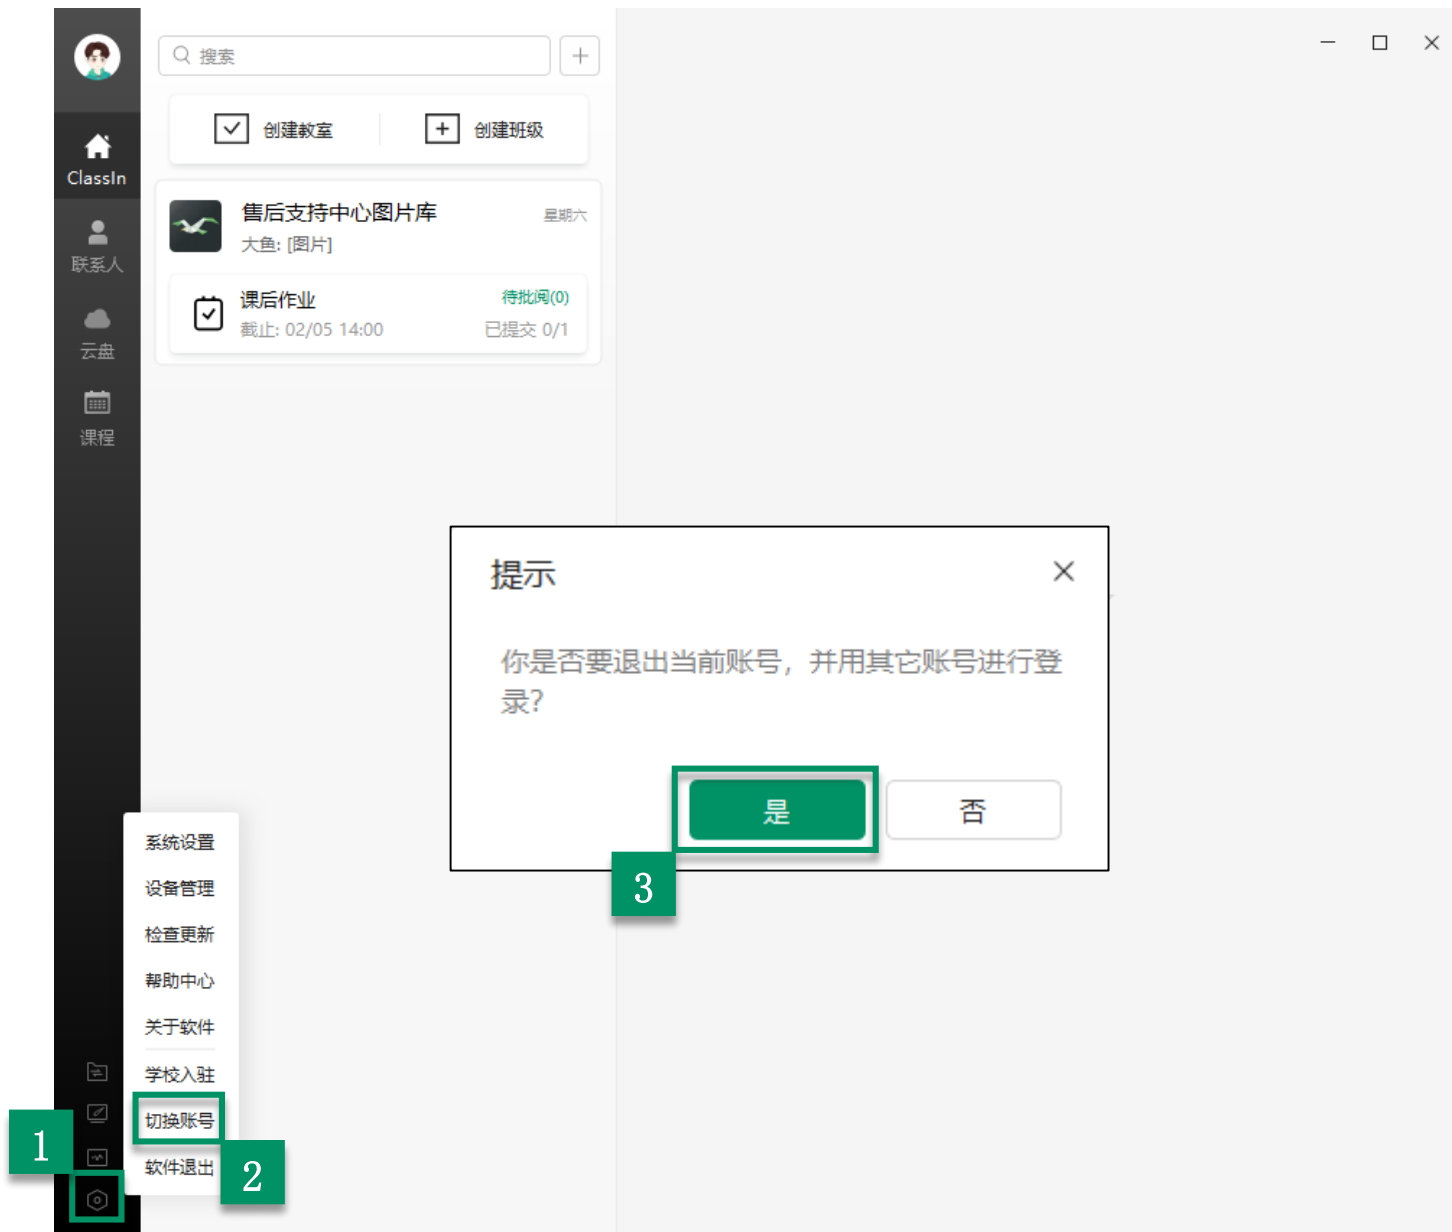 搜索
创建教室
创建班级
ClassIn
联系人
云盘
课程
售后支持中心图片库
星期六
大鱼: [图片]
课后作业
待批阅(0)
截止: 02/05 14:00
已提交 0/1
提示
你是否要退出当前账号，并用其它账号进行登
录?
是
否
3
系统设置
设备管理
检查更新
帮助中心
关于软件
学校入驻
切换账号
1
软件退出
2